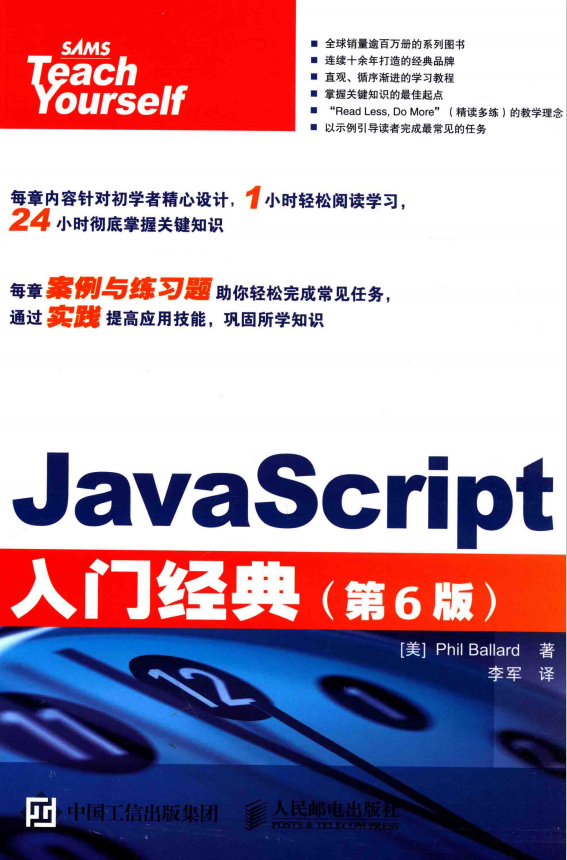 SAMS
Teach
Yourself
全球销量逾百万册的系列图书
连续十余年打造的经典品牌
直观、循序渐进的学习教程
掌握关键知识的最佳起点
“Read Less, Do More”（精读多练）的教学理念
以示例引导读者完成最常见的任务
每章内容针对初学者精心设计，1小时轻松阅读学习，
24小时彻底掌握关键知识
每章案例与练习题助你轻松完成常见任务，
通过实践提高应用技能，巩固所学知识
JavaScript
入门经典（第6版）
[美] Phil Ballard 著
李军 译
12
11
中国工信出版集团
人民邮电出版社
POSTS & TELECOM PRESS